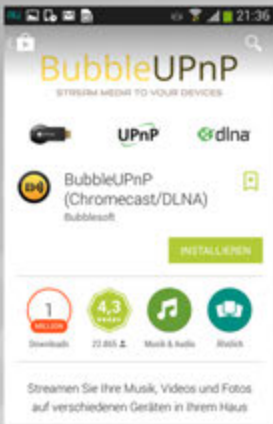 21:36
BubbleUPnP
STREAM MEDIA TO YOUR DEVICES
UPnP
dlna
BubbleUPnP
(Chromecast/DLNA)
Bubblesoft
INSTALLIEREN
1
MILLION
4,3
Downloads
22.865
Musik & Audio
Ähnlich
Streamen Sie Ihre Musik, Videos und Fotos
auf verschiedenen Geräten in Ihrem Haus